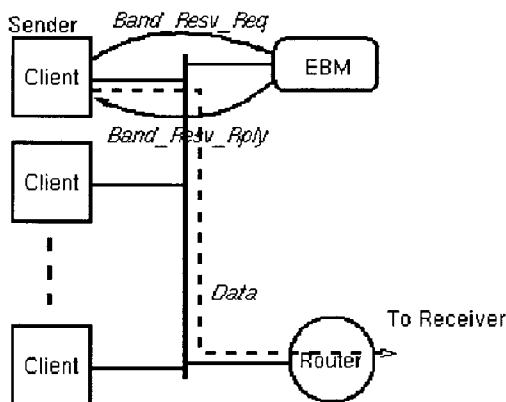 Sender
Band_Resv_Req
Client
EBM
Band_Resv_Rply
Client
Data
To Receiver
Client
Router